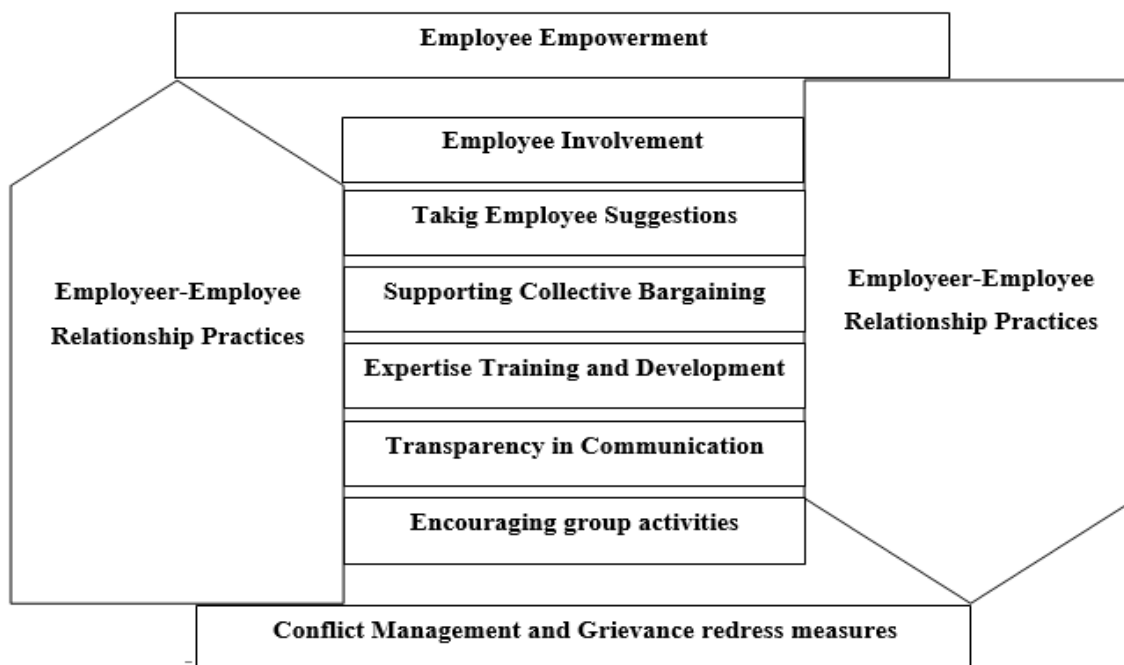 Employee Empowerment
Employee Involvement
Takig Employee Suggestions
Supporting Collective Bargaining
Expertise Training and Development
Transparency in Communication
Encouraging group activities
Employeer-Employee
Relationship Practices
Employeer-Employee
Relationship Practices
Conflict Management and Grievance redress measures